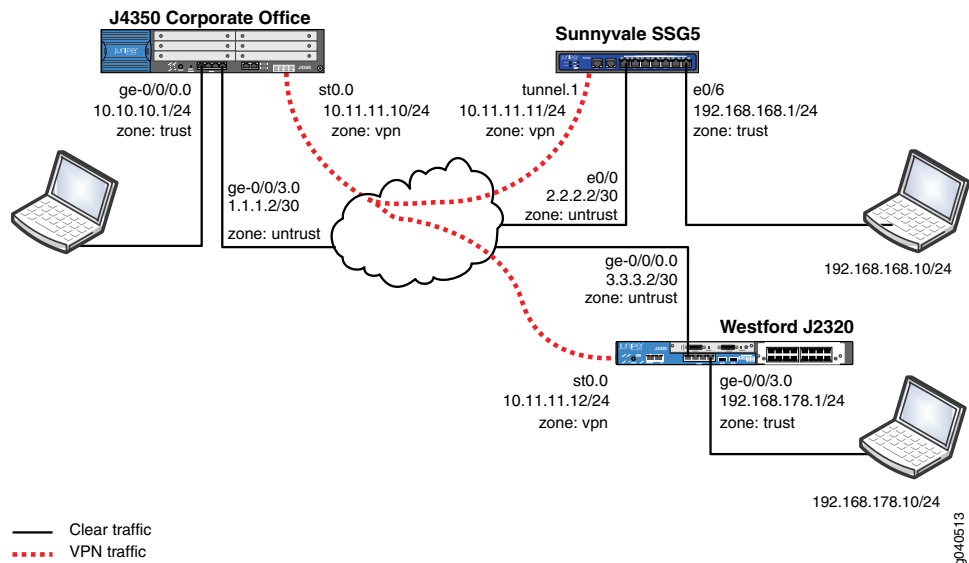 J4350 Corporate Office
Sunnyvale SSG5
ge-0/0/0.0
10.10.10.1/24
zone: trust
st0.0
10.11.11.10/24
zone: vpn
tunnel.1
10.11.11.11/24
zone: vpn
e0/6
192.168.168.1/24
zone: trust
ge-0/0/3.0
1.1.1.2/30
zone: untrust
e0/0
2.2.2.2/30
zone: untrust
192.168.168.10/24
ge-0/0/0.0
3.3.3.2/30
zone: untrust
Westford J2320
st0.0
10.11.11.12/24
zone: vpn
ge-0/0/3.0
192.168.178.1/24
zone: trust
192.168.178.10/24
Clear traffic
VPN traffic
g040513